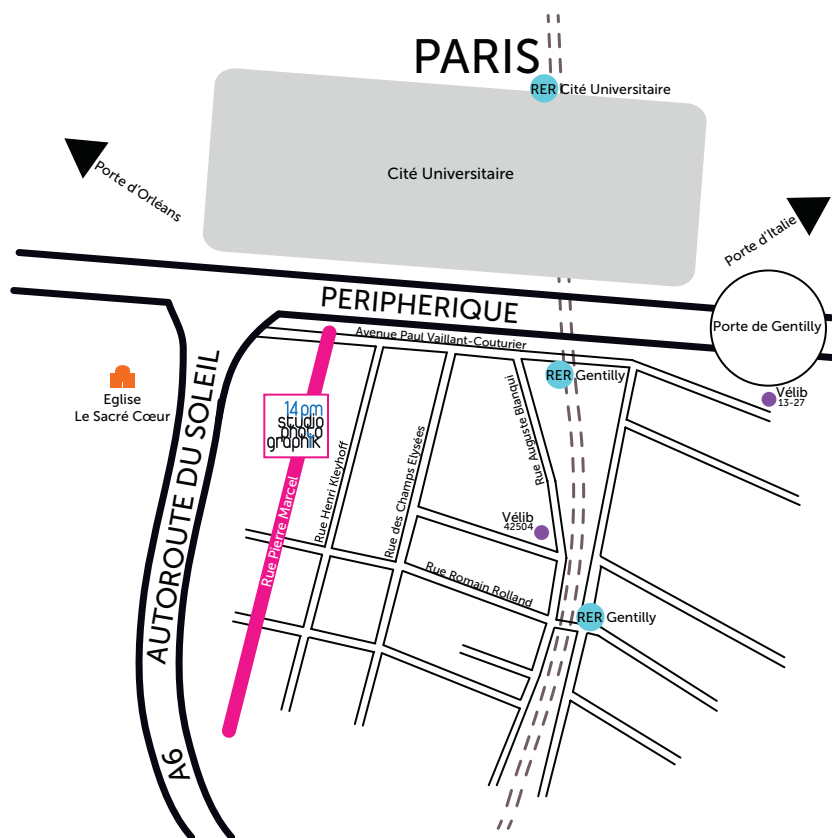 PARIS
RER Cité Universitaire
Cité Universitaire
Porte d'Orléans
Porte d'Italie
PERIPHERIQUE
Porte de Gentilly
Avenue Paul Vaillant-Couturier
RER Gentilly
Vélib
13-27
Eglise
Le Sacré Cœur
AUTOROUTE DU SOLEIL
14pm
studio
photo
graphik
Rue Pierre Marcel
Rue Henri Kleyhoff
Rue des Champs Elysées
Rue Auguste Blanqui
Vélib
42504
Rue Romain Rolland
RER Gentilly
A6